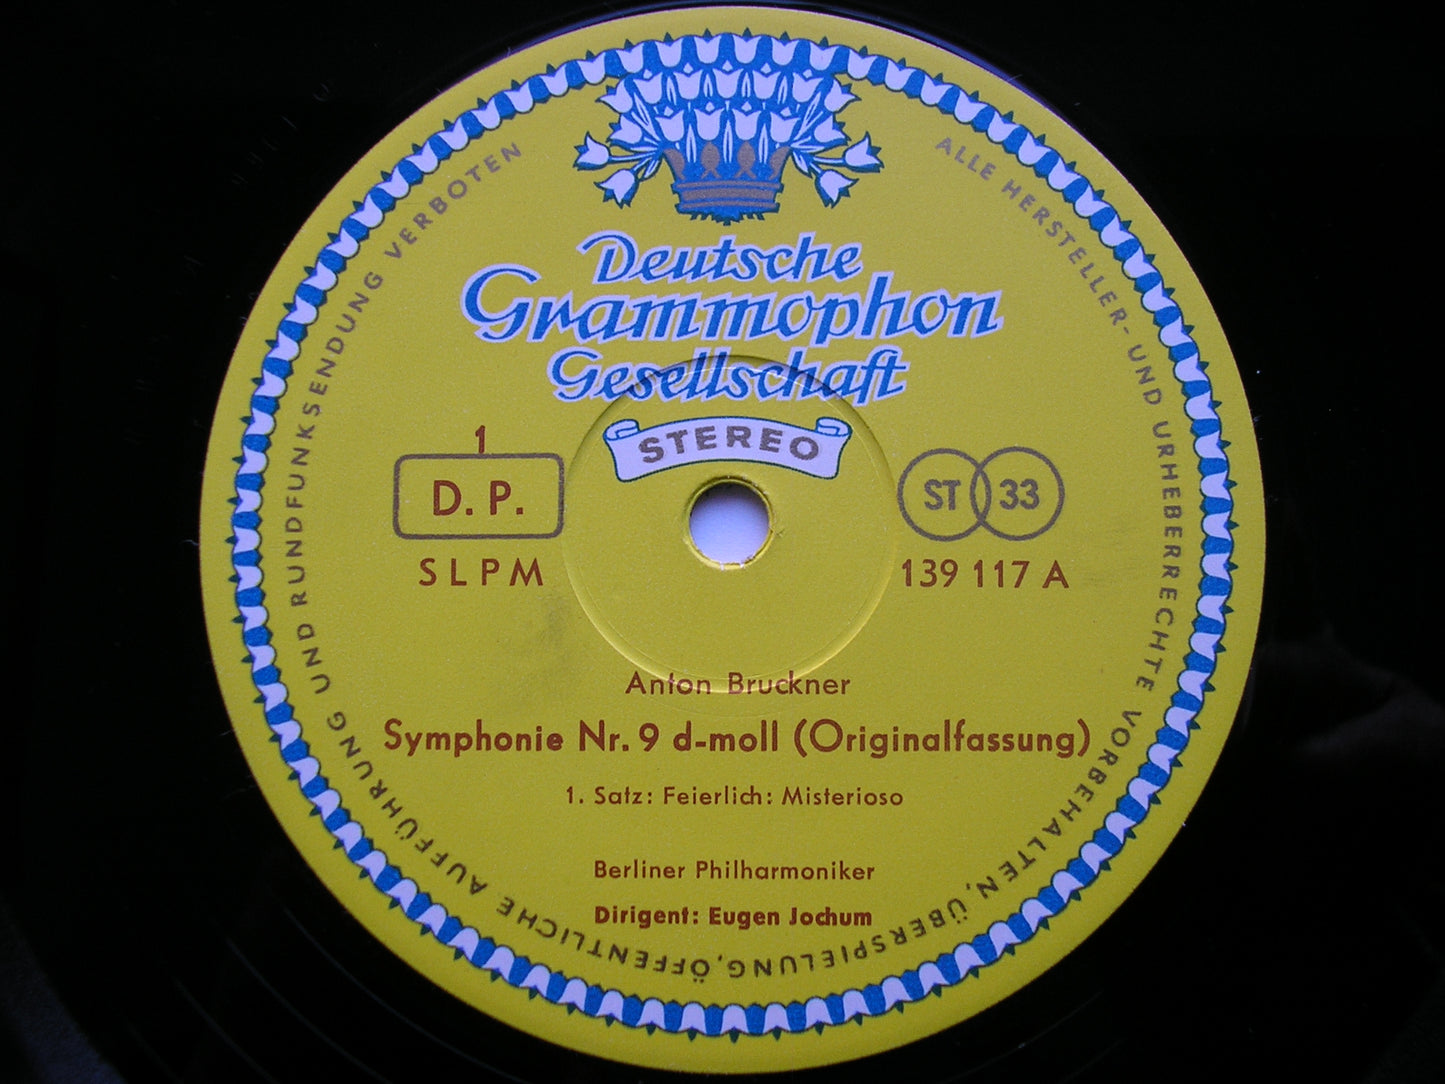 Deutsche
Grammophon
Gesellschaft
STEREO
1
D. P.
SLPM
ST 33
139 117 A
Anton Bruckner
Symphonie Nr. 9 d-moll (Originalfassung)
1. Satz: Feierlich: Misterioso
Berliner Philharmoniker
Dirigent: Eugen Jochum
ALLE HERSTELLER- UND URHEBERRECHTE VORBEHALTEN, ÜBERSPIELUNG, ÖFFENTLICHE AUFFÜHRUNG UND RUNDFUNKSENDUNG VERBOTEN